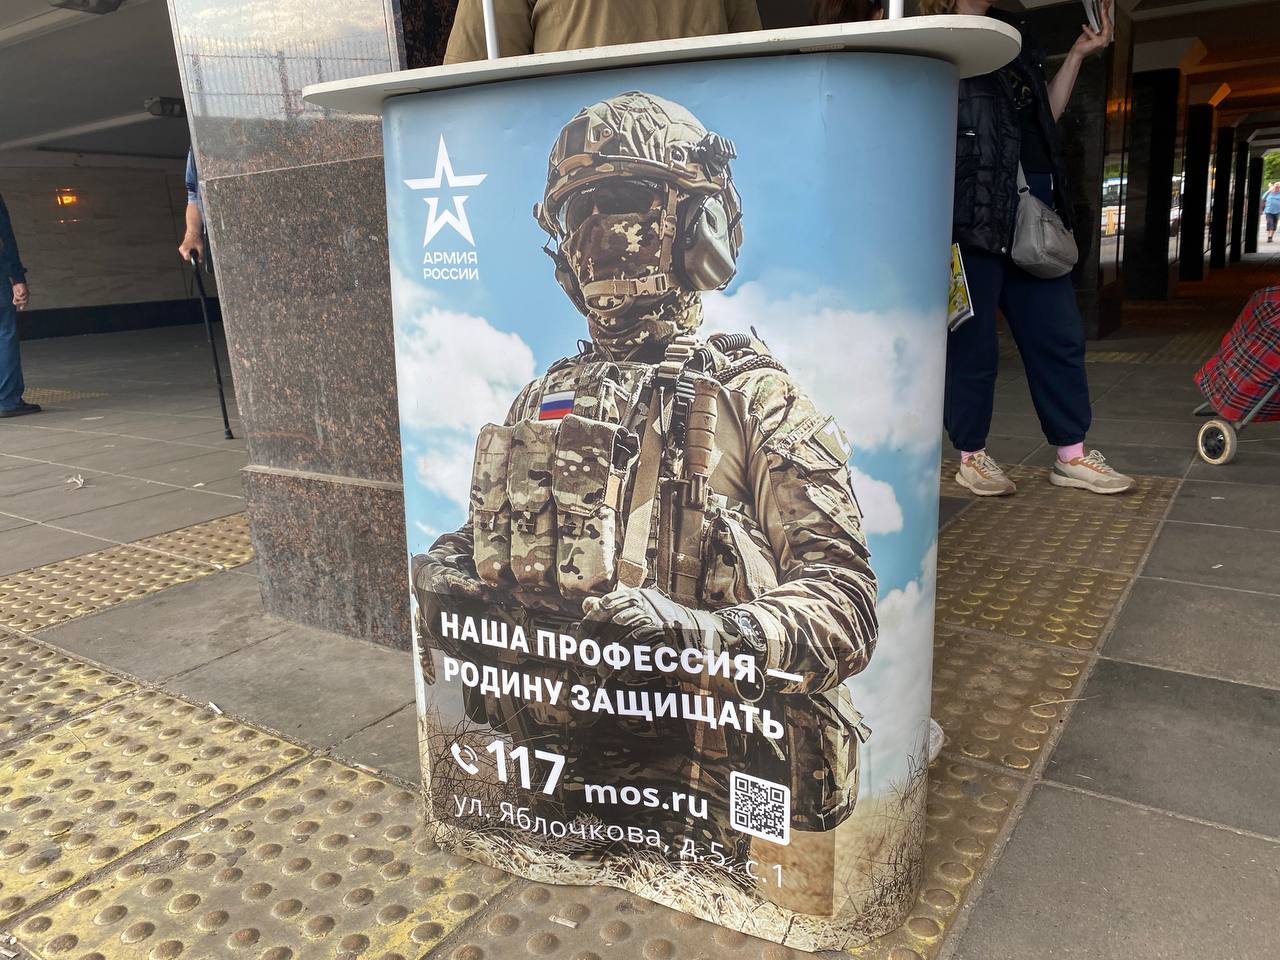 АРМИЯ
РОССИИ
НАША ПРОФЕССИЯ —
РОДИНУ ЗАЩИЩАТЬ
117 mos.ru
ул. Яблочкова, д.5, с.1